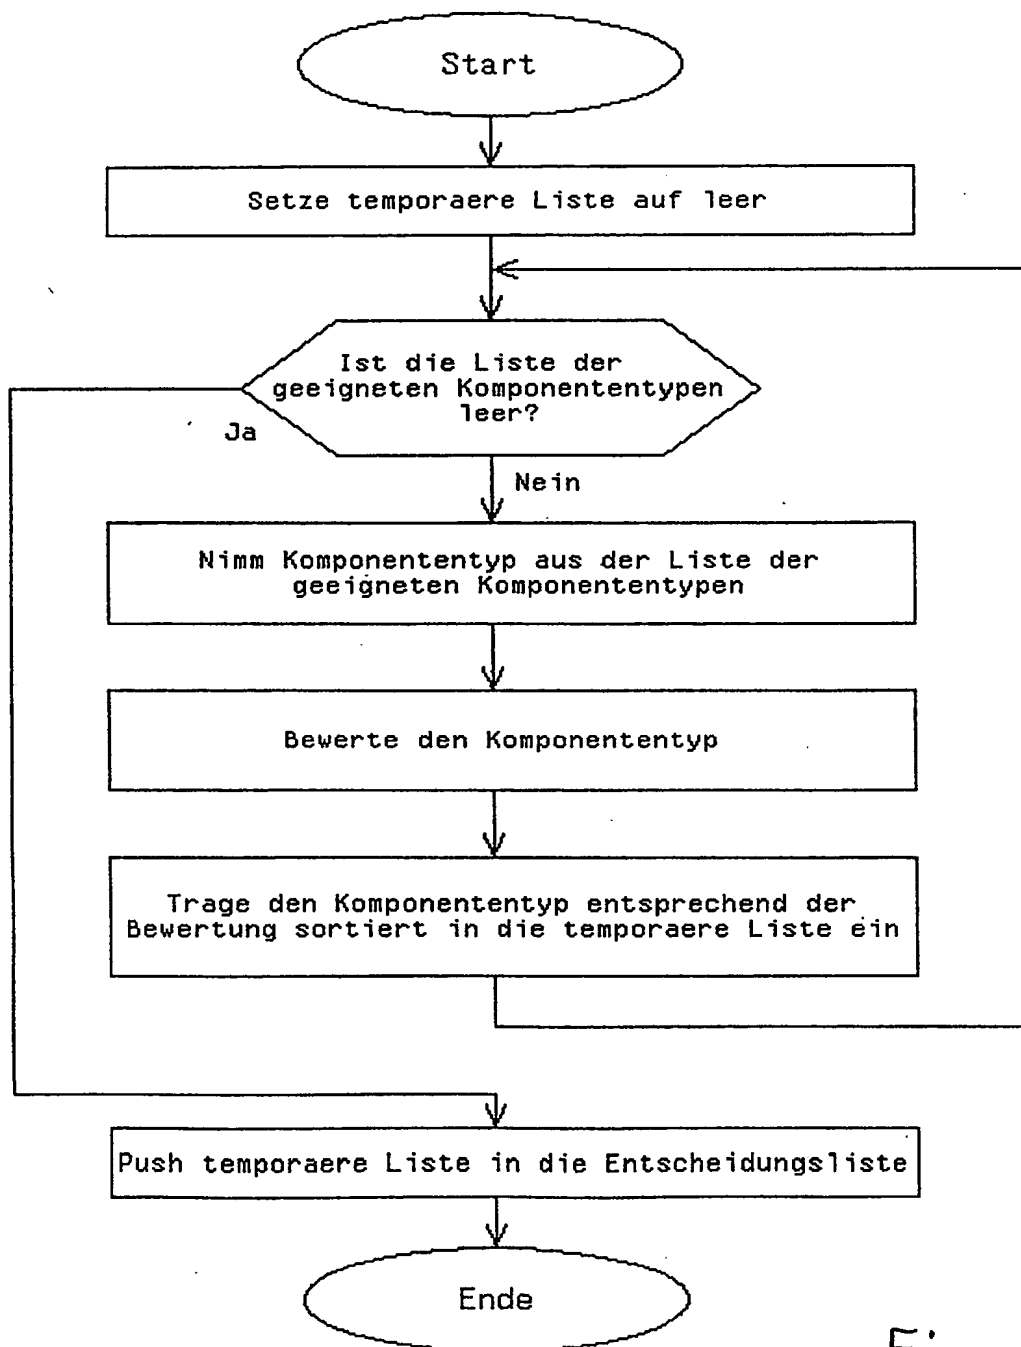 Start
Setze temporaere Liste auf leer
Ist die Liste der
geeigneten Komponententypen
leer?
Ja
Nein
Nimm Komponententyp aus der Liste der
geeigneten Komponententypen
Bewerte den Komponententyp
Trage den Komponententyp entsprechend der
Bewertung sortiert in die temporaere Liste ein
Push temporaere Liste in die Entscheidungsliste
Ende